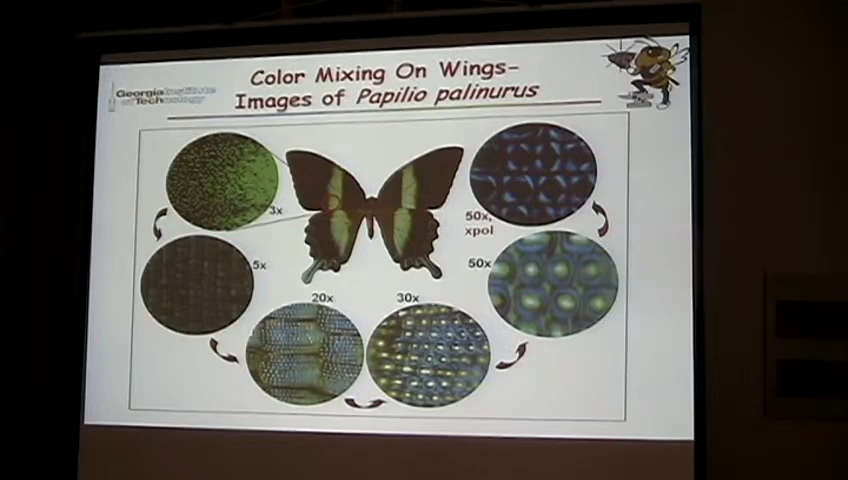 Georgia Institute
of Technology
Color Mixing On Wings-
Images of Papilio palinurus
3x
5x
20x
30x
50x
50x,
xpol